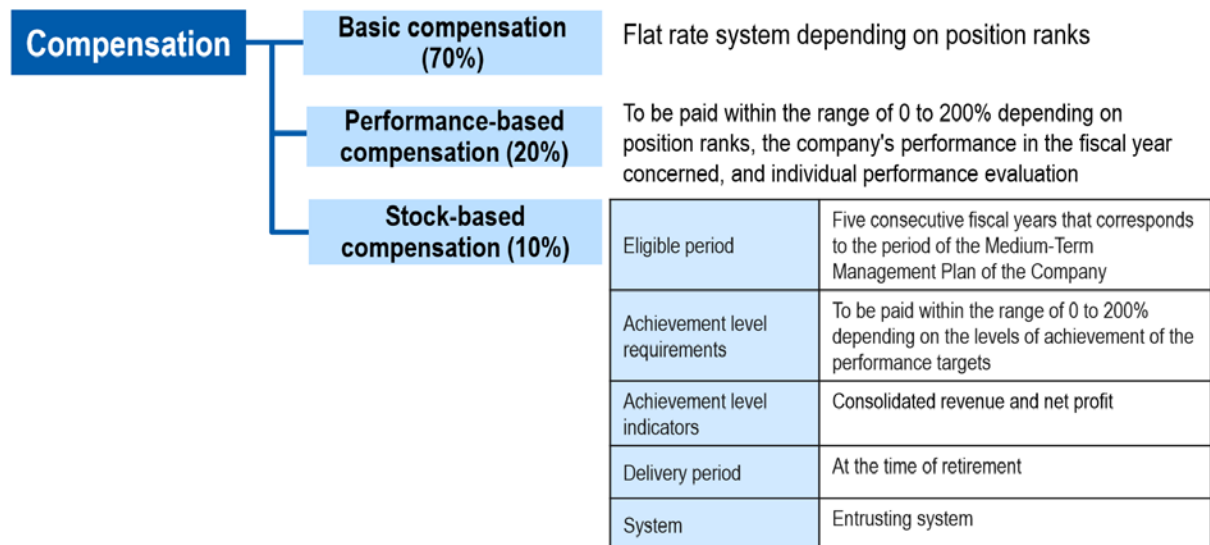 Compensation
Basic compensation
(70%)
Flat rate system depending on position ranks
Performance-based
compensation (20%)
To be paid within the range of 0 to 200% depending on
position ranks, the company's performance in the fiscal year
concerned, and individual performance evaluation
Stock-based
compensation (10%)
Eligible period
Five consecutive fiscal years that corresponds
to the period of the Medium-Term
Management Plan of the Company
Achievement level
requirements
To be paid within the range of 0 to 200%
depending on the levels of achievement of the
performance targets
Achievement level
indicators
Consolidated revenue and net profit
Delivery period
At the time of retirement
System
Entrusting system